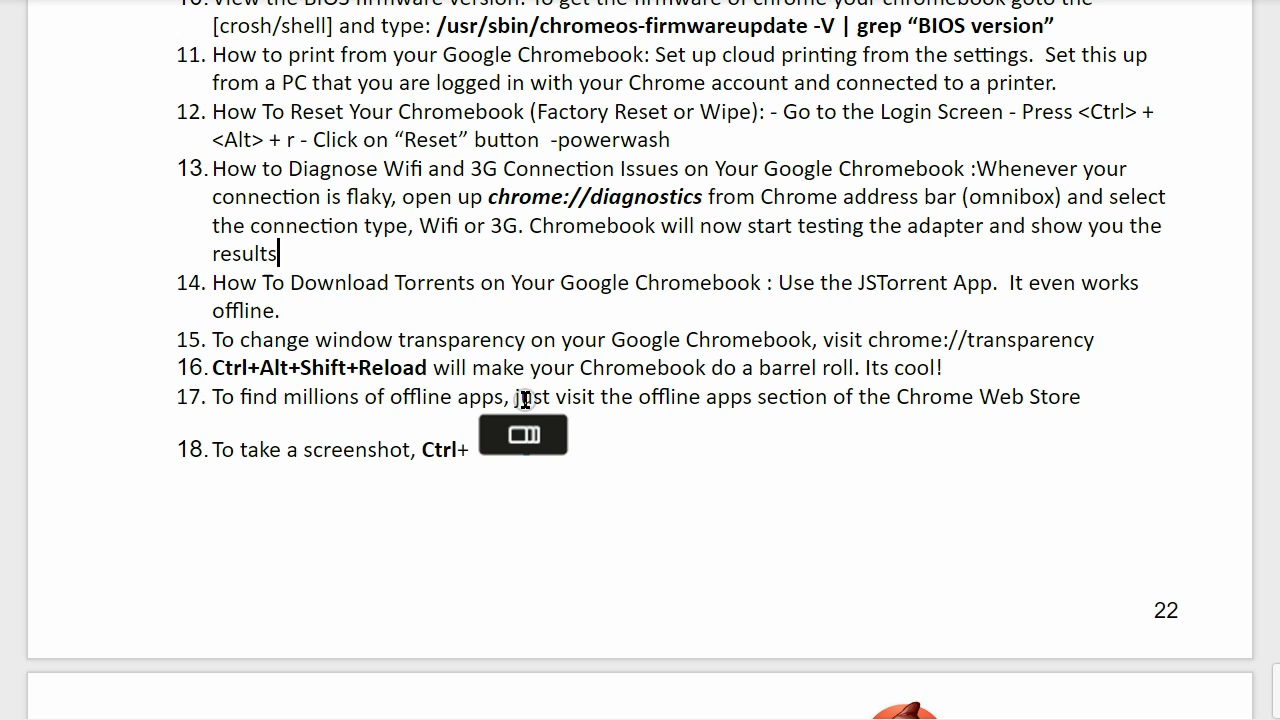 10. View the BIOS firmware version: To get the firmware of chrome your chromebook goto the
[crosh/shell] and type: /usr/sbin/chromeos-firmwareupdate -V | grep “BIOS version”
11. How to print from your Google Chromebook: Set up cloud printing from the settings.  Set this up
from a PC that you are logged in with your Chrome account and connected to a printer.
12. How To Reset Your Chromebook (Factory Reset or Wipe): - Go to the Login Screen - Press <Ctrl> +
<Alt> + r - Click on “Reset” button  -powerwash
13. How to Diagnose Wifi and 3G Connection Issues on Your Google Chromebook :Whenever your
connection is flaky, open up chrome://diagnostics from Chrome address bar (omnibox) and select
the connection type, Wifi or 3G. Chromebook will now start testing the adapter and show you the
results
14. How To Download Torrents on Your Google Chromebook : Use the JSTorrent App.  It even works
offline.
15. To change window transparency on your Google Chromebook, visit chrome://transparency
16. Ctrl+Alt+Shift+Reload will make your Chromebook do a barrel roll. Its cool!
17. To find millions of offline apps, just visit the offline apps section of the Chrome Web Store
18. To take a screenshot, Ctrl+
22